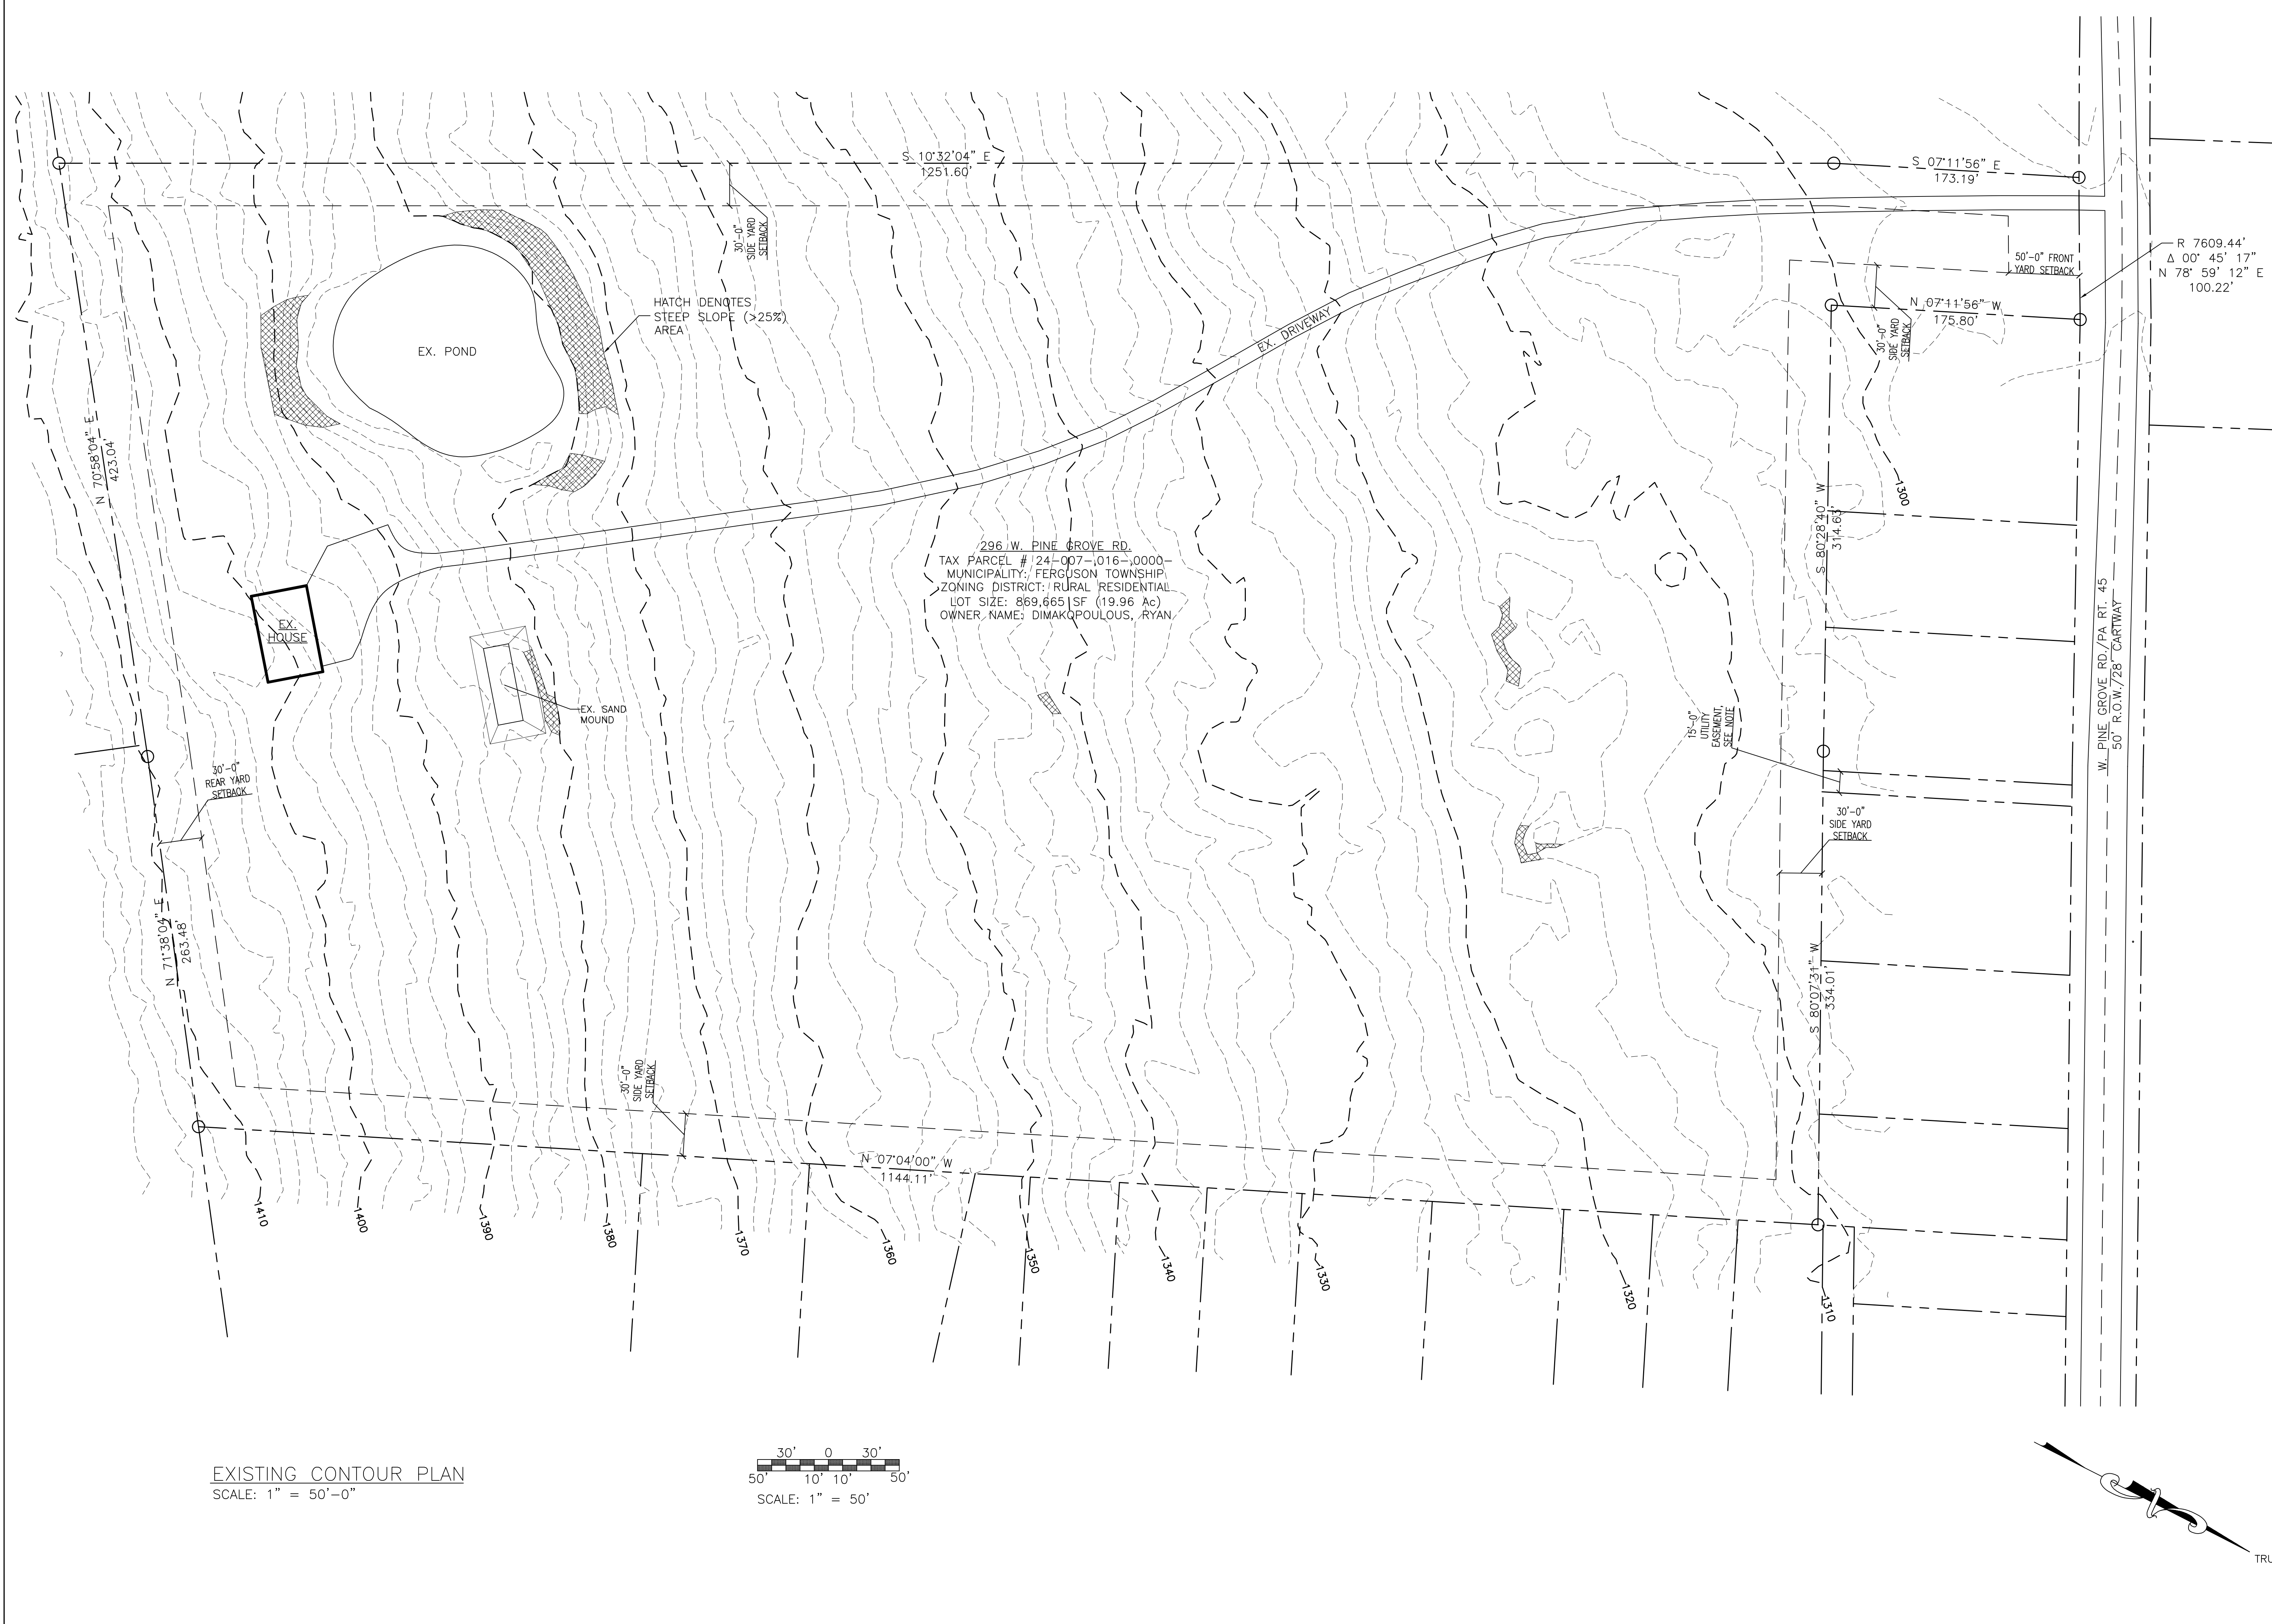 S 10°32'04" E
1251.60'
S 07°11'56" E
173.19'
R 7609.44'
Δ 00° 45' 17"
N 78° 59' 12" E
100.22'
50'-0" FRONT
YARD SETBACK
30'-0"
SIDE YARD
SETBACK
N 07°11'56" W
175.80'
30'-0"
SIDE YARD
SETBACK
HATCH DENOTES
STEEP SLOPE (>25%)
AREA
EX. POND
EX. DRIVEWAY
N 70°58'04" E
423.04'
1300
S 80°28'40" W
314.63'
296 W. PINE GROVE RD.
TAX PARCEL # 24-007-,016-,0000-
MUNICIPALITY: FERGUSON TOWNSHIP
ZONING DISTRICT: RURAL RESIDENTIAL
LOT SIZE: 869,665 SF (19.96 Ac)
OWNER NAME: DIMAKOPOULOUS, RYAN
EX.
HOUSE
EX. SAND
MOUND
W. PINE GROVE RD./PA RT. 45
50' R.O.W./28' CARTWAY
15'-0"
UTILITY
EASEMENT,
SEE NOTE
30'-0"
REAR YARD
SETBACK
30'-0"
SIDE YARD
SETBACK
N 71°38'04" E
263.48'
S 80°07'31" W
334.01'
30'-0"
SIDE YARD
SETBACK
N 07°04'00" W
1144.11'
1410
1400
1390
1380
1370
1360
1350
1340
1330
1320
1310
EXISTING CONTOUR PLAN
SCALE: 1" = 50'-0"
30' 0 30'
50' 10' 10' 50'
SCALE: 1" = 50'
TRU